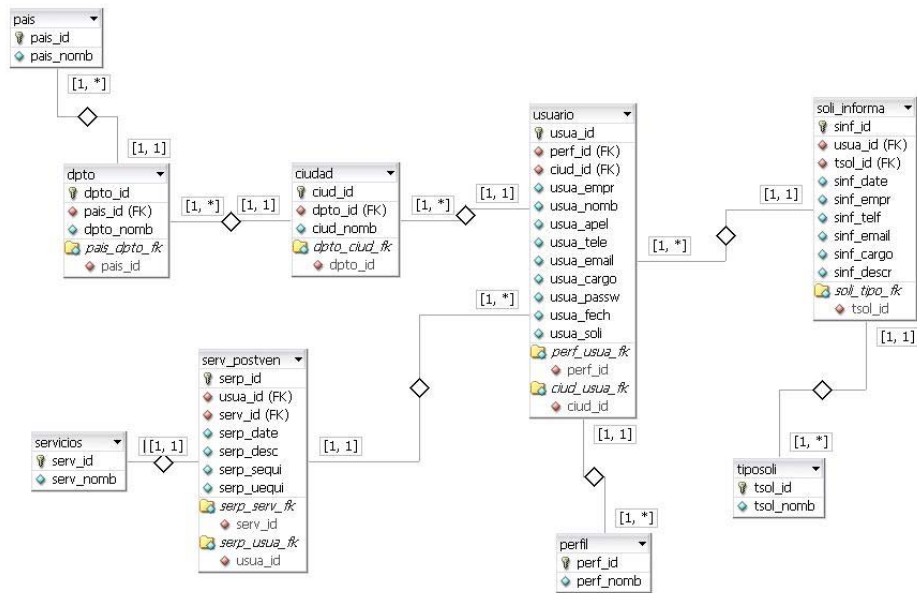 pais
pais_id
pais_nomb
[1, *]
[1, 1]
dpto
dpto_id
pais_id (FK)
dpto_nomb
pais_dpto_fk
pais_id
[1, *]
[1, 1]
ciudad
ciud_id
dpto_id (FK)
ciud_nomb
dpto_ciud_fk
dpto_id
[1, *]
[1, 1]
usuario
usua_id
perf_id (FK)
ciud_id (FK)
usua_empr
usua_nomb
usua_apel
usua_tele
usua_email
usua_cargo
usua_passw
usua_fech
usua_soli
perf_usua_fk
perf_id
ciud_usua_fk
ciud_id
[1, *]
[1, 1]
soli_informa
sinf_id
usua_id (FK)
tsol_id (FK)
sinf_date
sinf_empr
sinf_telf
sinf_email
sinf_cargo
sinf_descr
soli_tipo_fk
tsol_id
[1, 1]
[1, *]
tiposoli
tsol_id
tsol_nomb
[1, *]
[1, 1]
serv_postven
serp_id
usua_id (FK)
serv_id (FK)
serp_date
serp_desc
serp_sequi
serp_uequi
serp_serv_fk
serv_id
serp_usua_fk
usua_id
[1, 1]
servicios
serv_id
serv_nomb
[1, 1]
[1, *]
perfil
perf_id
perf_nomb